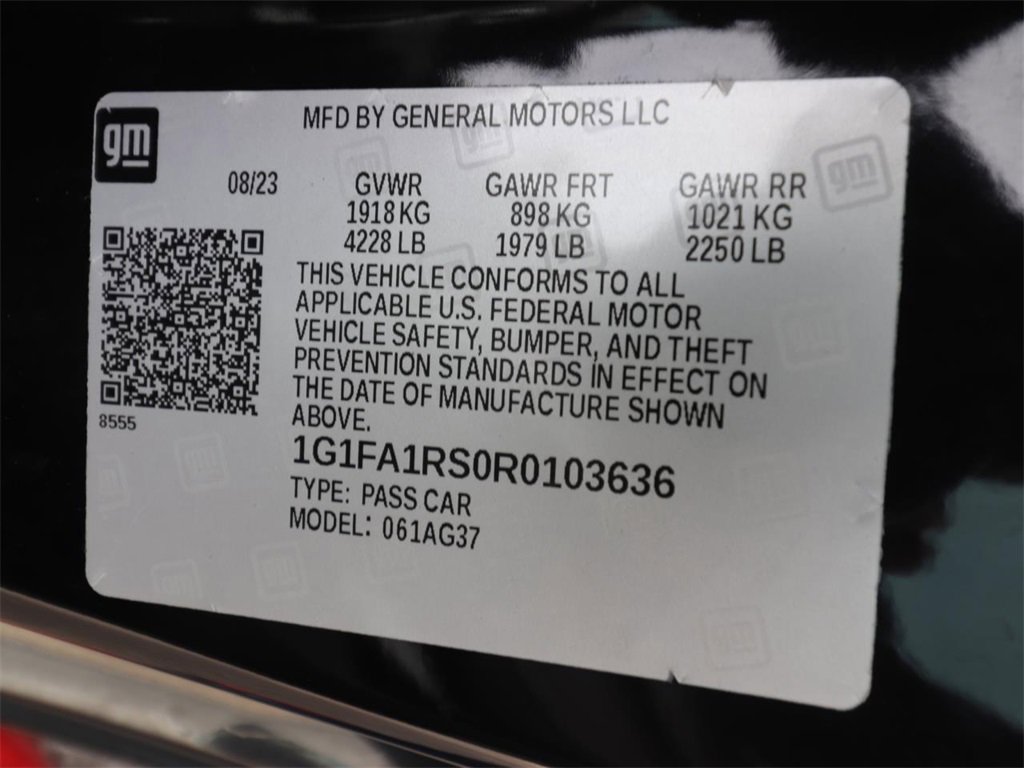 MFD BY GENERAL MOTORS LLC
gm
08/23 GVWR GAWR FRT GAWR RR
1918 KG 898 KG 1021 KG
4228 LB 1979 LB 2250 LB
THIS VEHICLE CONFORMS TO ALL
APPLICABLE U.S. FEDERAL MOTOR
VEHICLE SAFETY, BUMPER, AND THEFT
PREVENTION STANDARDS IN EFFECT ON
THE DATE OF MANUFACTURE SHOWN
ABOVE.
8555
1G1FA1RS0R0103636
TYPE: PASS CAR
MODEL: 061AG37